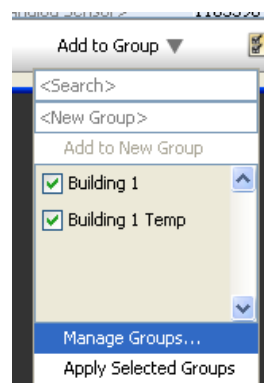 Add to Group ▼
<Search>
<New Group>
Add to New Group
Building 1
Building 1 Temp
Manage Groups...
Apply Selected Groups